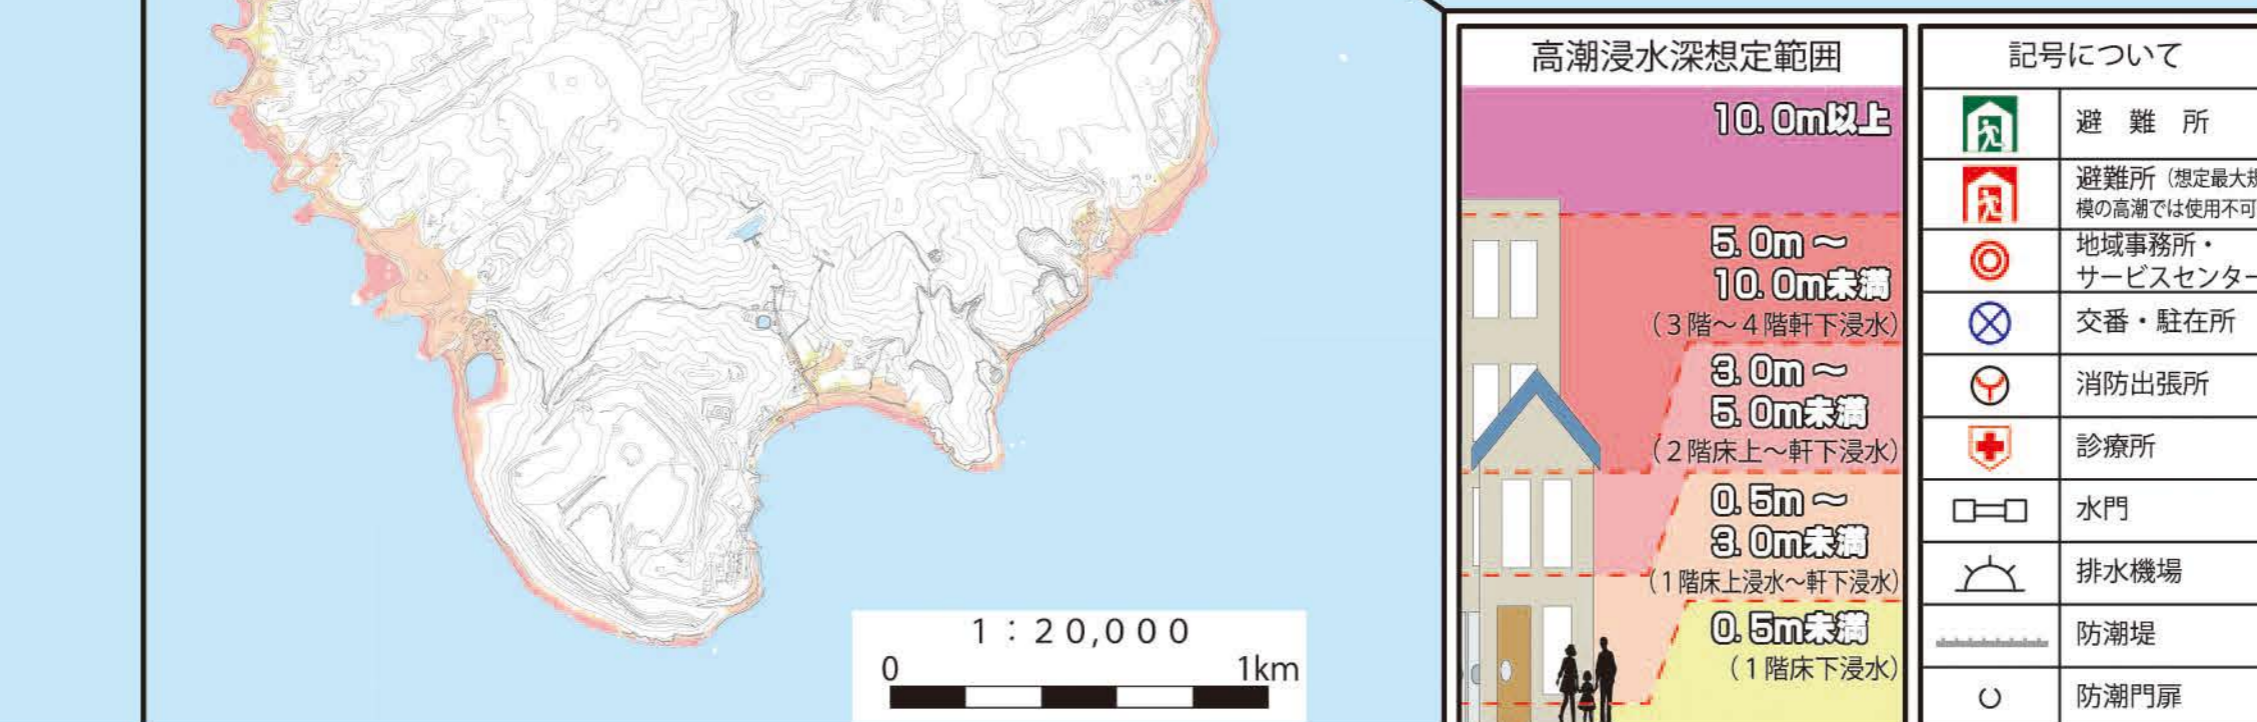 1：20,000
0 1km
高潮浸水深想定範囲
10.0m以上
5.0m～
10.0m未満
（3階～4階軒下浸水）
3.0m～
5.0m未満
（2階床上～軒下浸水）
0.5m～
3.0m未満
（1階床上浸水～軒下浸水）
0.5m未満
（1階床下浸水）
記号について
避 難 所
避難所（想定最大規
模の高潮では使用不可
地域事務所・
サービスセンター
交番・駐在所
消防出張所
診療所
水門
排水機場
防潮堤
防潮門扉